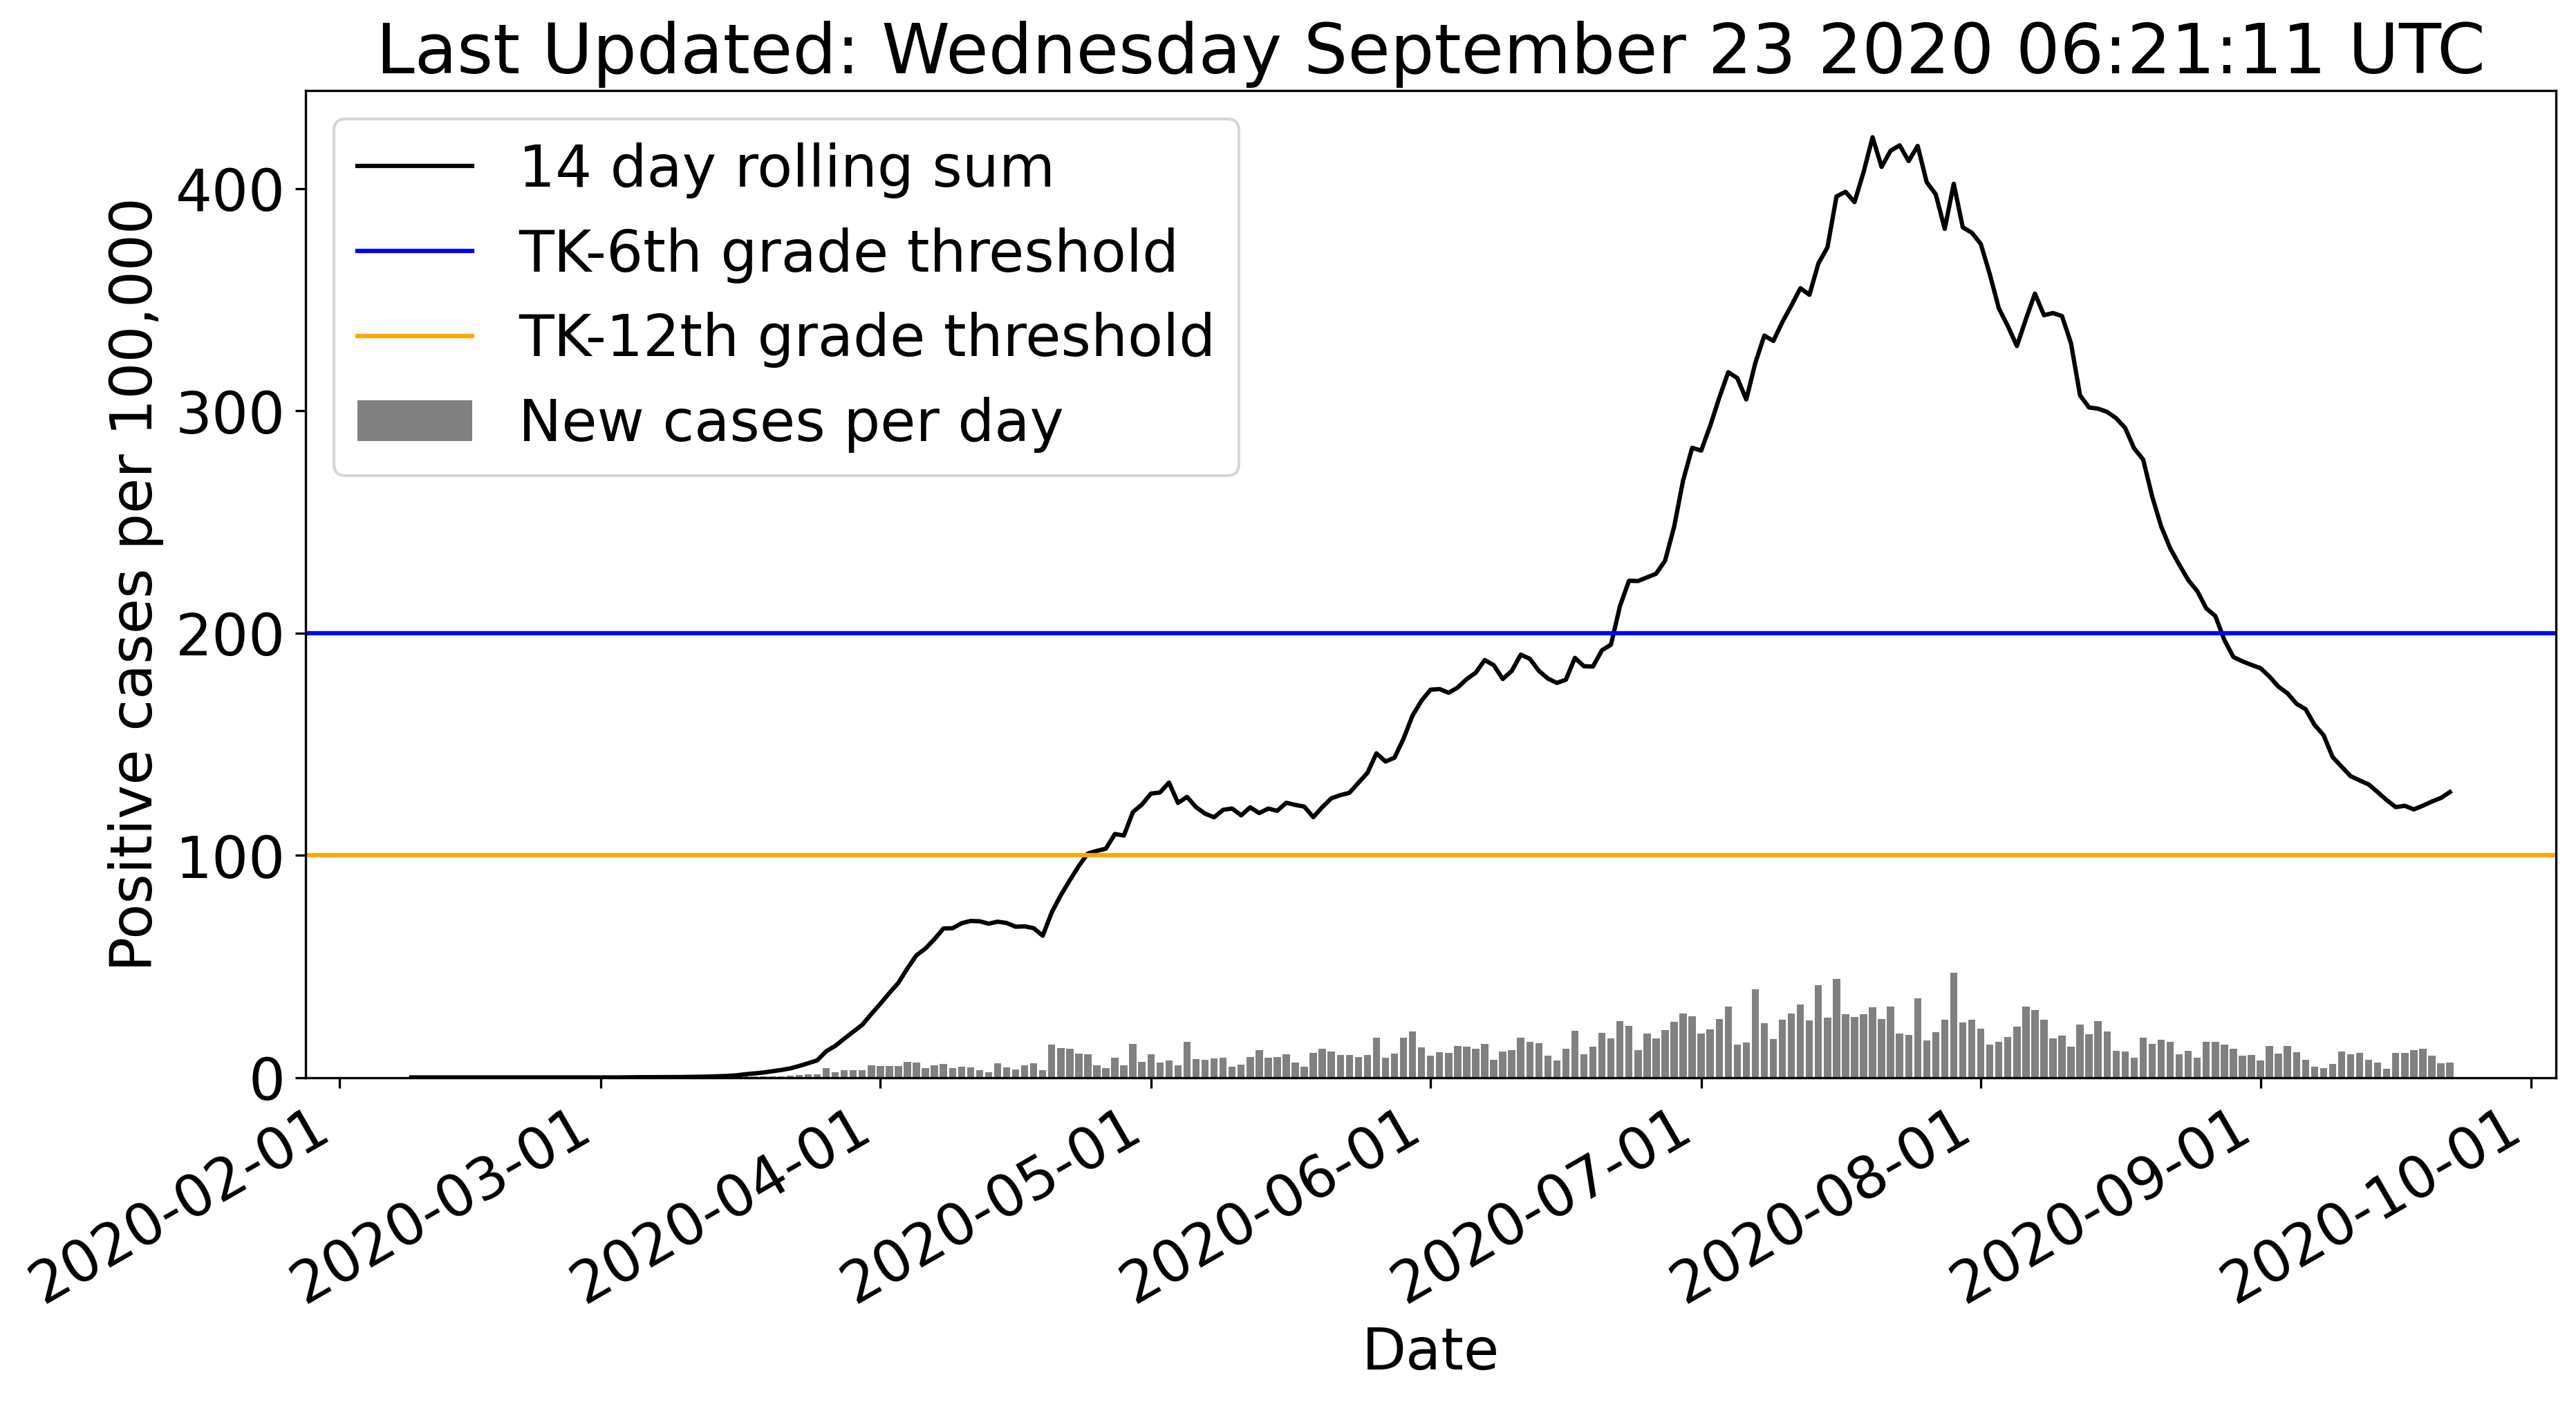 Last Updated: Wednesday September 23 2020 06:21:11 UTC
14 day rolling sum
TK-6th grade threshold
TK-12th grade threshold
New cases per day
Positive cases per 100,000
400
300
200
100
0
2020-02-01
2020-03-01
2020-04-01
2020-05-01
2020-06-01
2020-07-01
2020-08-01
2020-09-01
2020-10-01
Date